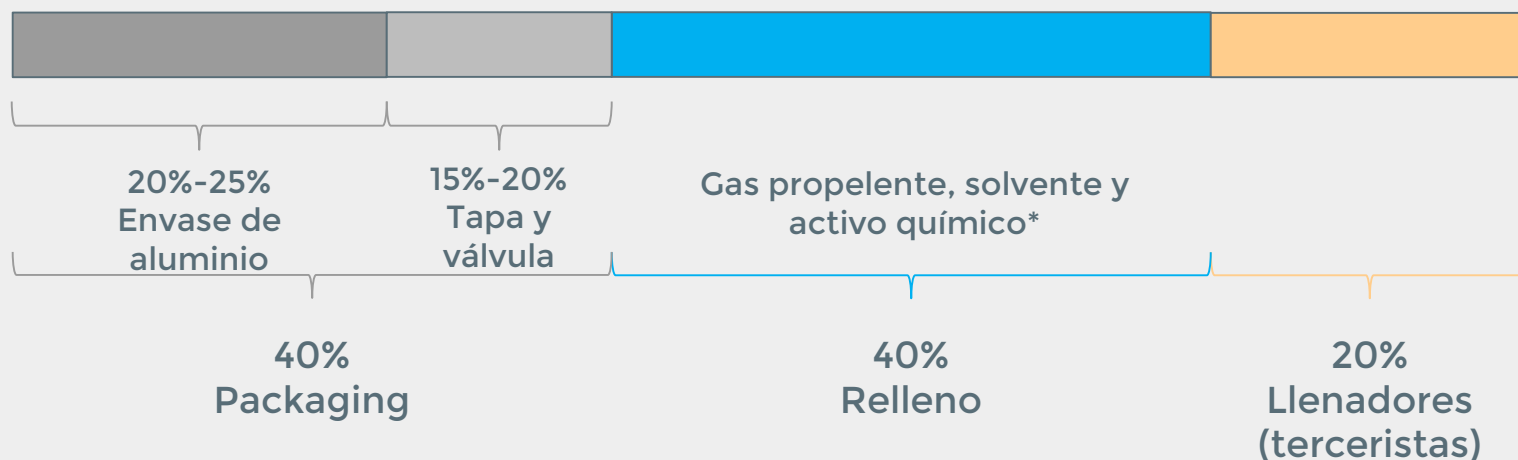 20%-25%
Envase de
aluminio
15%-20%
Tapa y
válvula
Gas propelente, solvente y
activo químico*
40%
Packaging
40%
Relleno
20%
Llenadores
(terceristas)